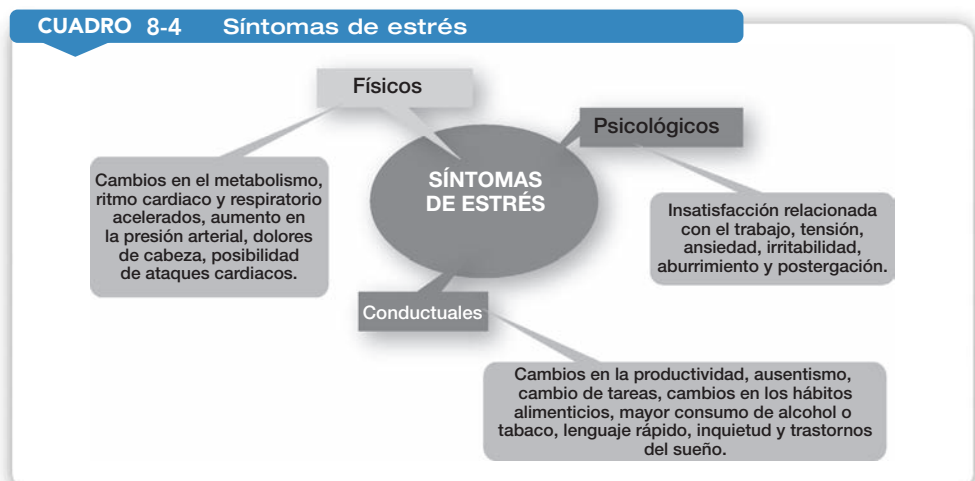 CUADRO 8-4 Síntomas de estrés
Físicos
Psicológicos
SÍNTOMAS
DE ESTRÉS
Cambios en el metabolismo,
ritmo cardiaco y respiratorio
acelerados, aumento en
la presión arterial, dolores
de cabeza, posibilidad
de ataques cardiacos.
Insatisfacción relacionada
con el trabajo, tensión,
ansiedad, irritabilidad,
aburrimiento y postergación.
Conductuales
Cambios en la productividad, ausentismo,
cambio de tareas, cambios en los hábitos
alimenticios, mayor consumo de alcohol o
tabaco, lenguaje rápido, inquietud y trastornos
del sueño.